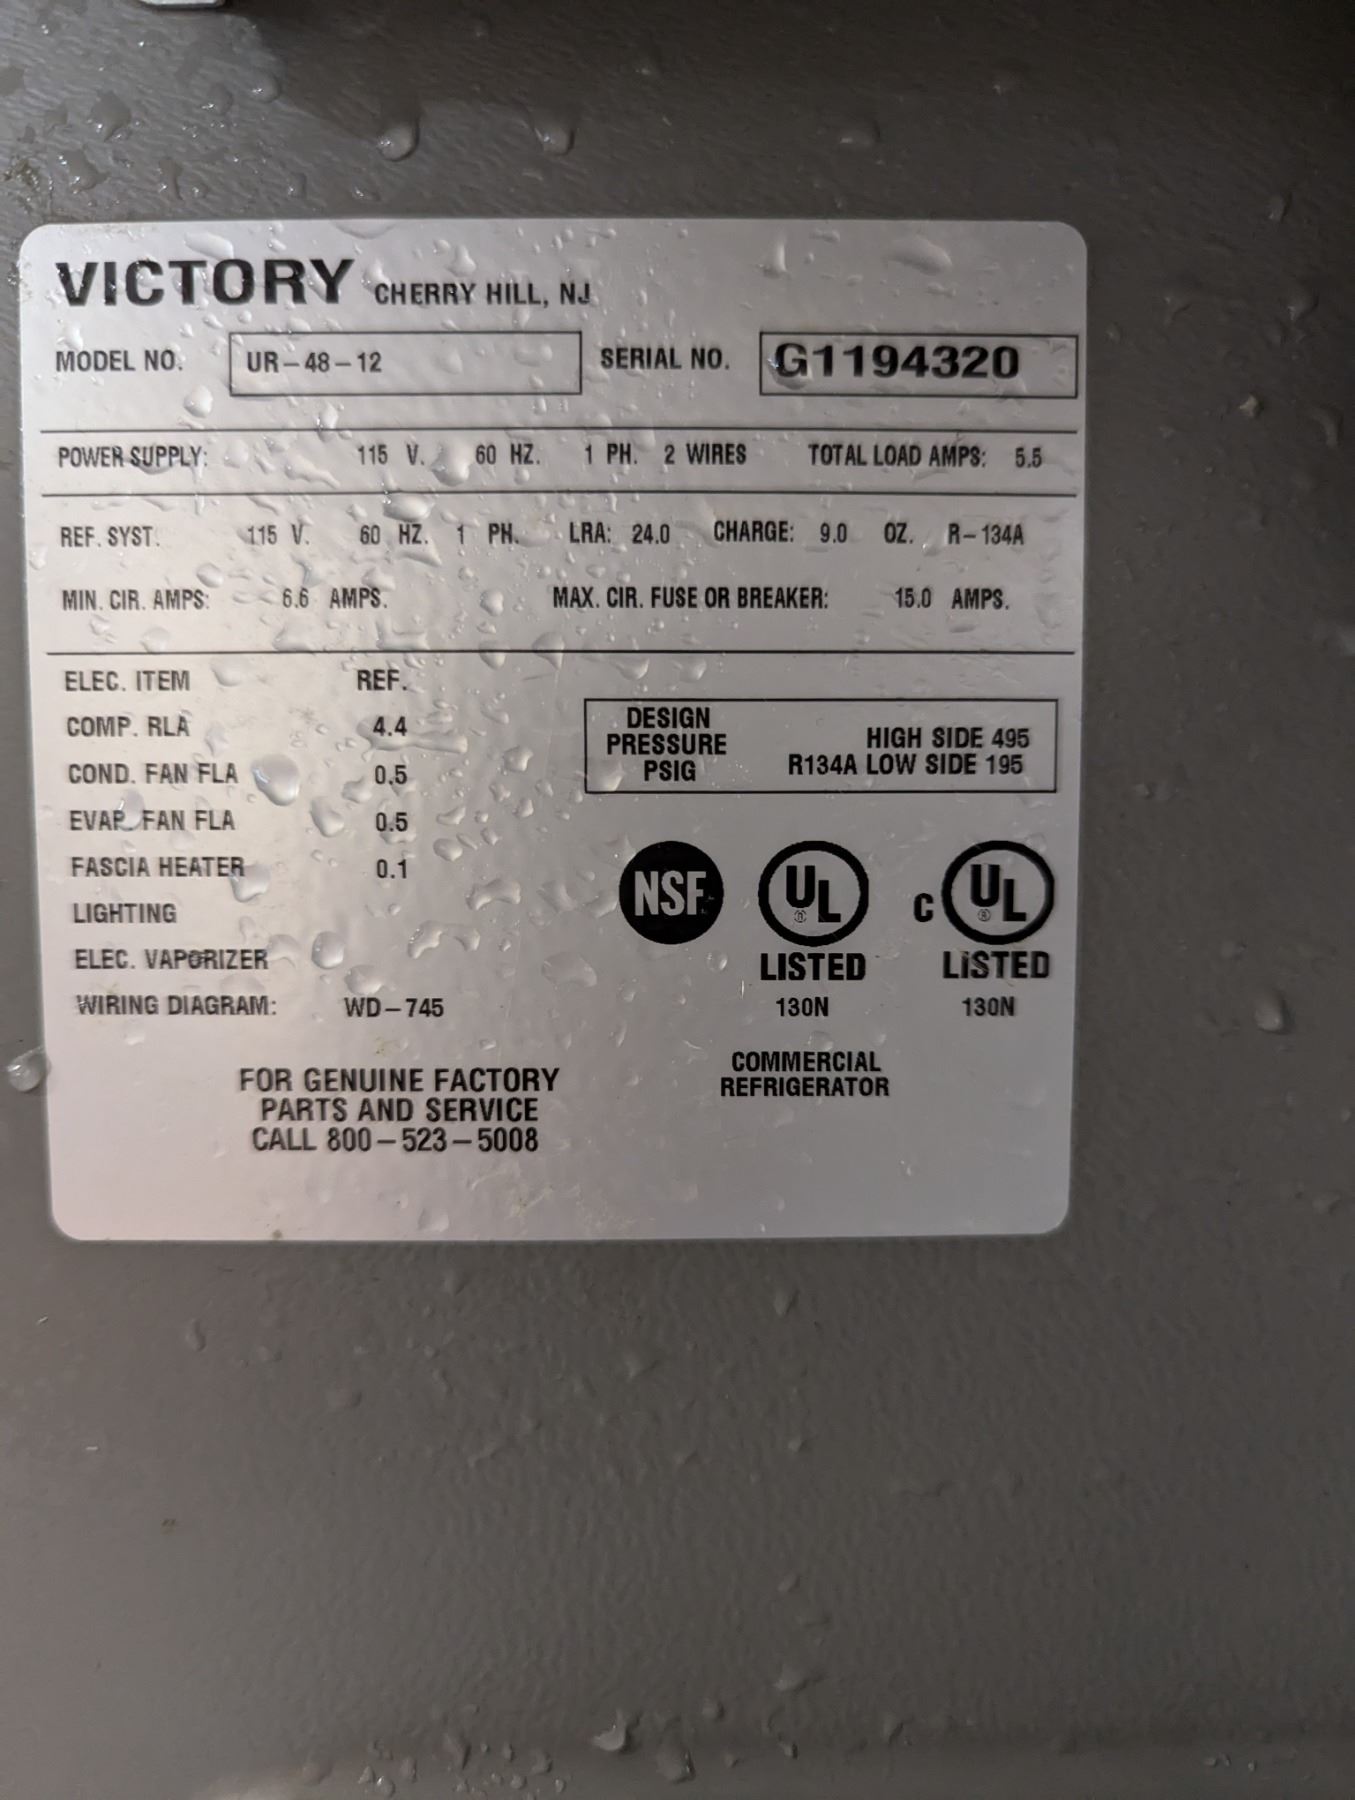 VICTORY CHERRY HILL, NJ
MODEL NO. UR-48-12 SERIAL NO. G1194320
POWER SUPPLY: 115 V. 60 HZ. 1 PH. 2 WIRES TOTAL LOAD AMPS: 5.5
REF. SYST. 115 V. 60 HZ. 1 PH. LRA: 24.0 CHARGE: 9.0 OZ. R-134A
MIN. CIR. AMPS: 6.6 AMPS. MAX. CIR. FUSE OR BREAKER: 15.0 AMPS.
ELEC. ITEM REF.
COMP. RLA 4.4
COND. FAN FLA 0.5
EVAP. FAN FLA 0.5
FASCIA HEATER 0.1
LIGHTING
ELEC. VAPORIZER
WIRING DIAGRAM: WD-745
DESIGN
PRESSURE
PSIG
HIGH SIDE 495
R134A LOW SIDE 195
NSF
UL ®
LISTED
130N
C UL ®
LISTED
130N
COMMERCIAL
REFRIGERATOR
FOR GENUINE FACTORY
PARTS AND SERVICE
CALL 800-523-5008